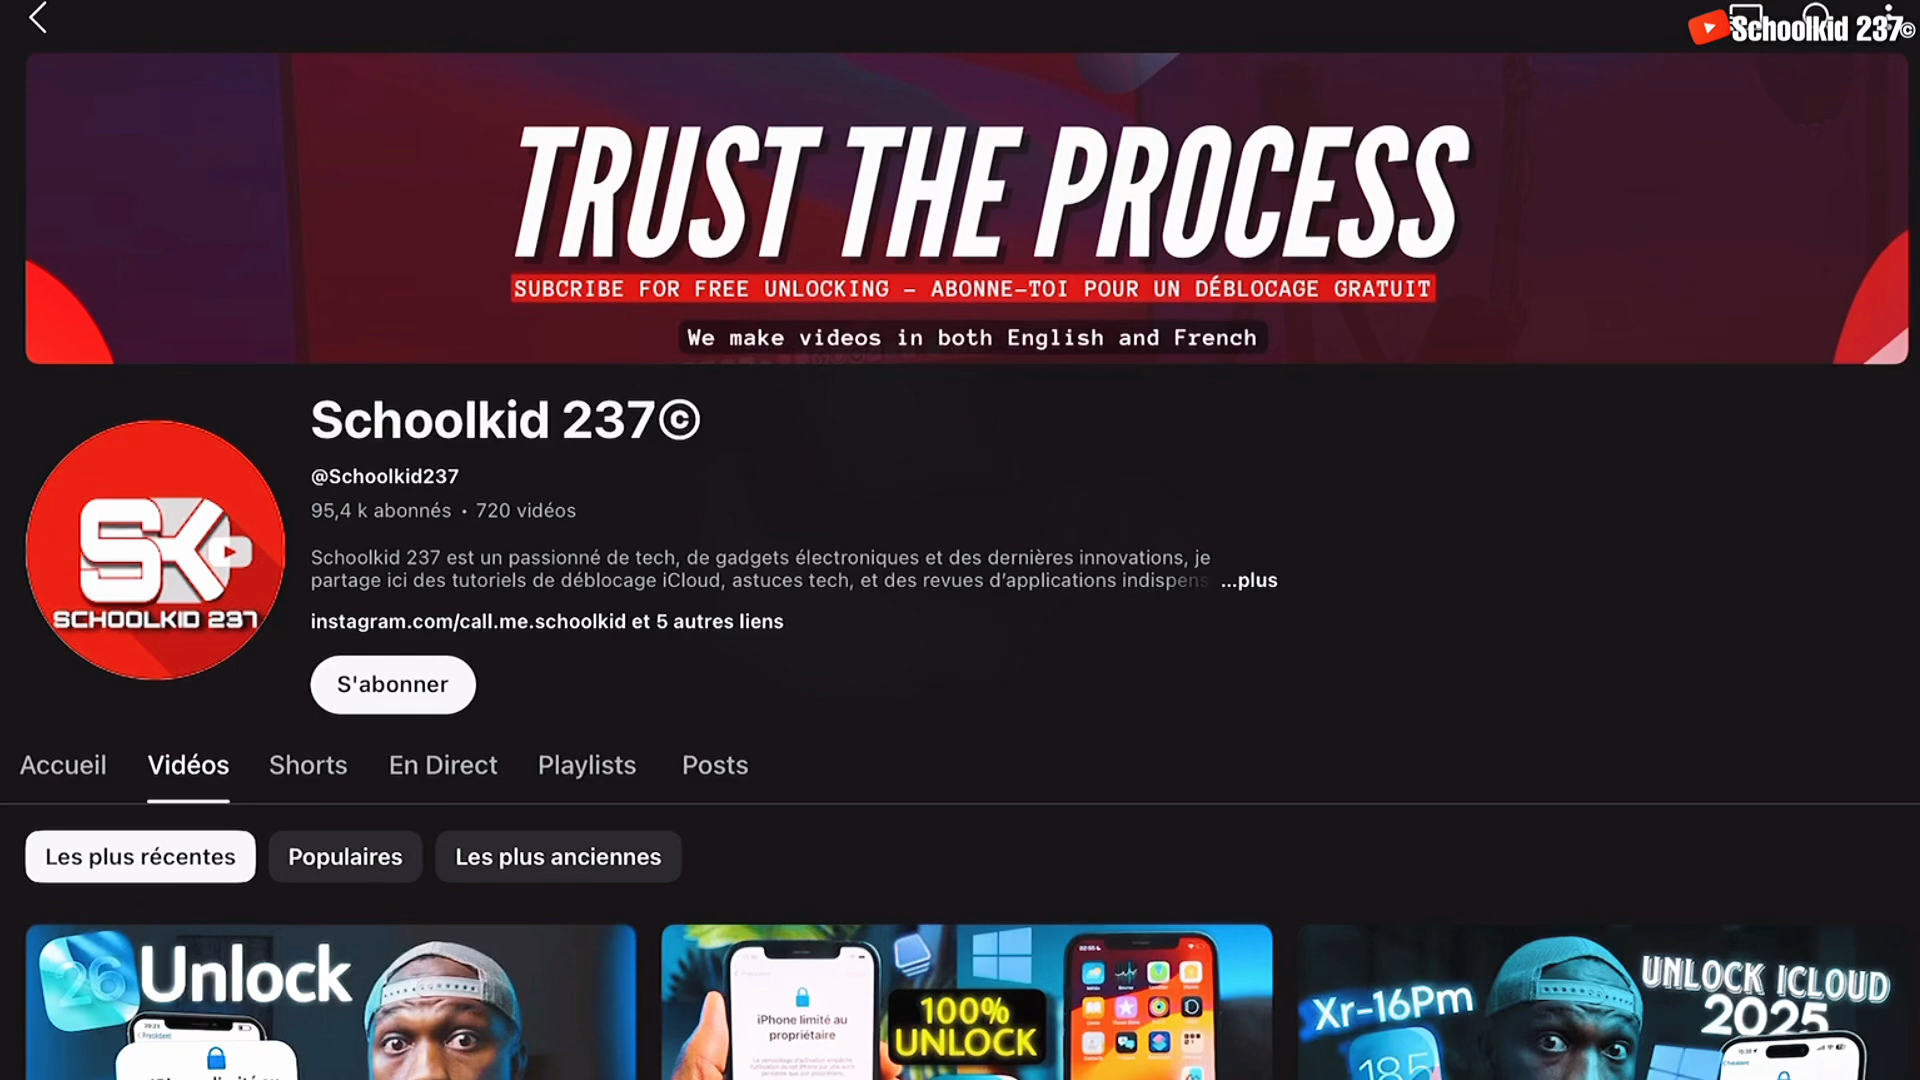 Schoolkid 237©
TRUST THE PROCESS
SUBCRIBE FOR FREE UNLOCKING - ABONNE-TOI POUR UN DÉBLOCAGE GRATUIT
We make videos in both English and French
Schoolkid 237©
@Schoolkid237
95,4 k abonnés • 720 vidéos
Schoolkid 237 est un passionné de tech, de gadgets électroniques et des dernières innovations, je
partage ici des tutoriels de déblocage iCloud, astuces tech, et des revues d'applications indispens ...plus
instagram.com/call.me.schoolkid et 5 autres liens
SK
SCHOOLKID 237
S'abonner
Accueil Vidéos Shorts En Direct Playlists Posts
Les plus récentes Populaires Les plus anciennes
26 Unlock
iPhone limité au
propriétaire
100%
UNLOCK
Xr-16Pm
UNLOCK ICLOUD
2025
18.5